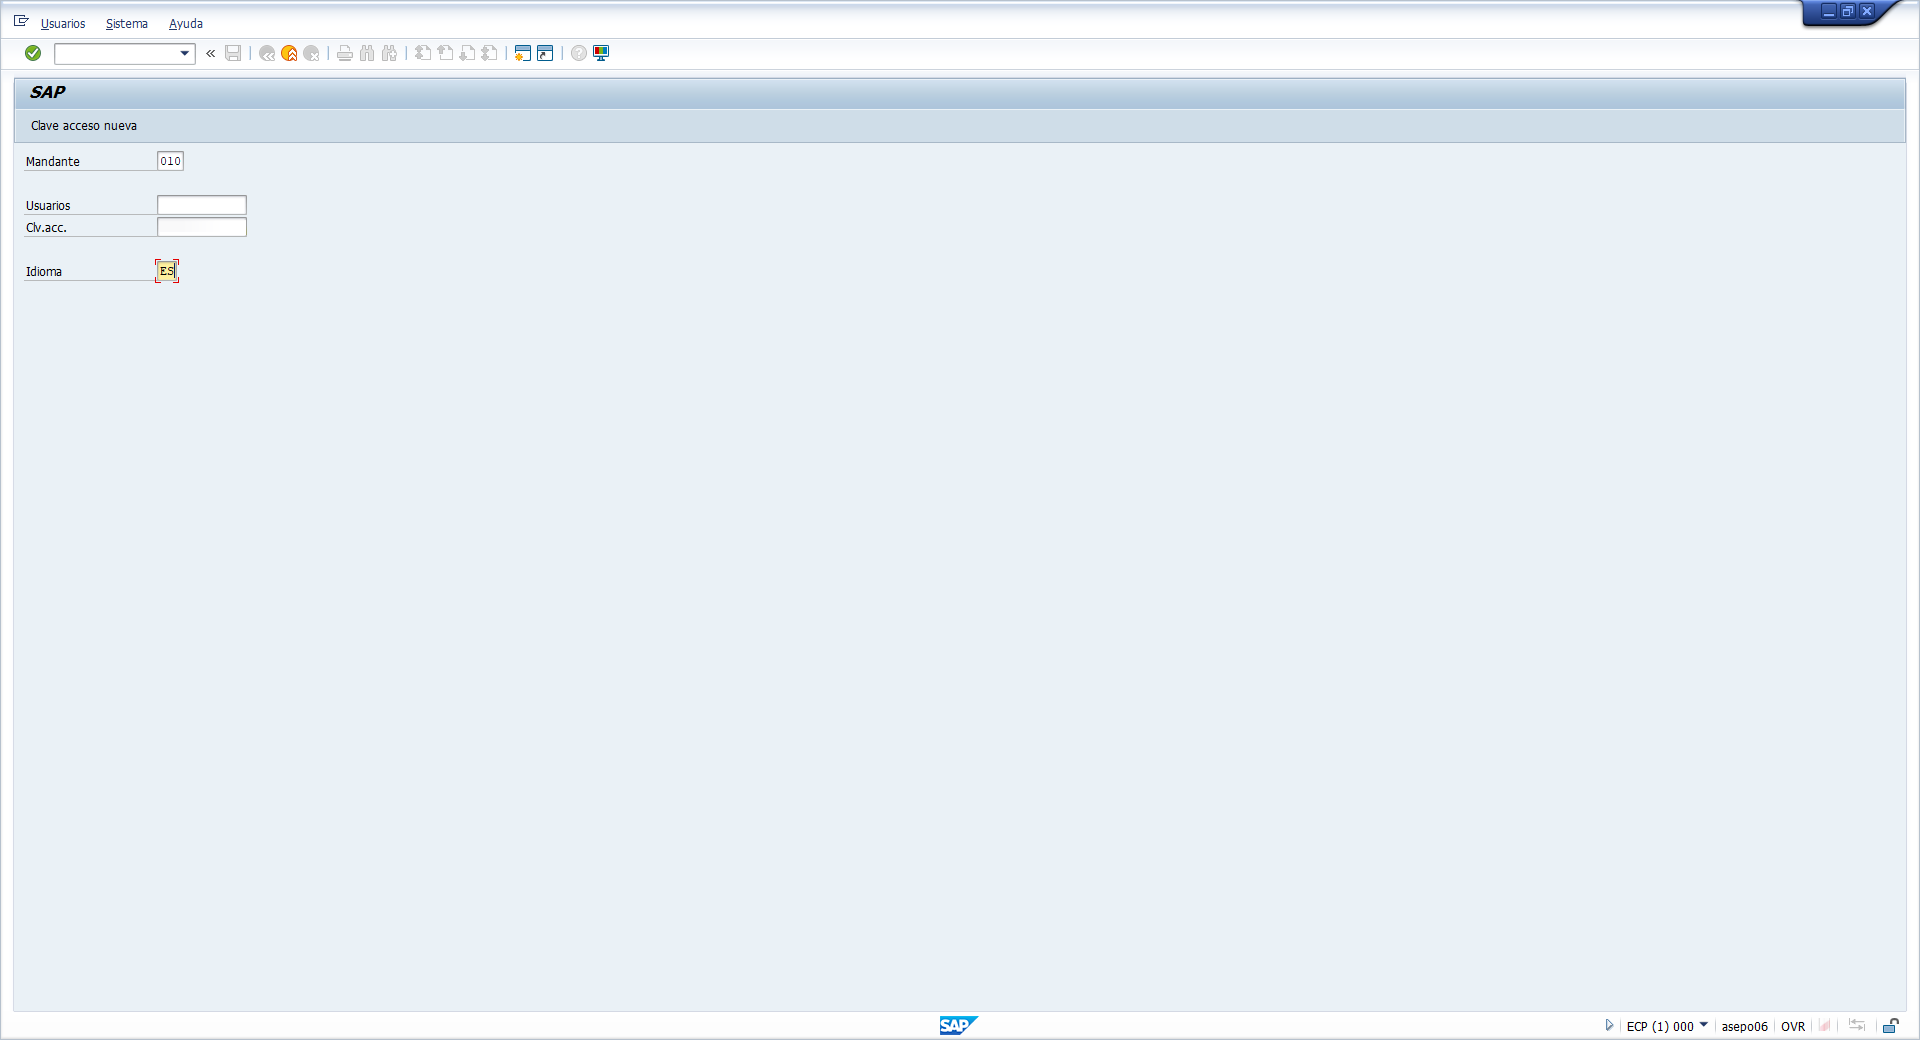 Usuarios Sistema Ayuda
SAP
Clave acceso nueva
Mandante 010
Usuarios
Clv.acc.
Idioma ES
SAP ECP (1) 000 asepo06 OVR